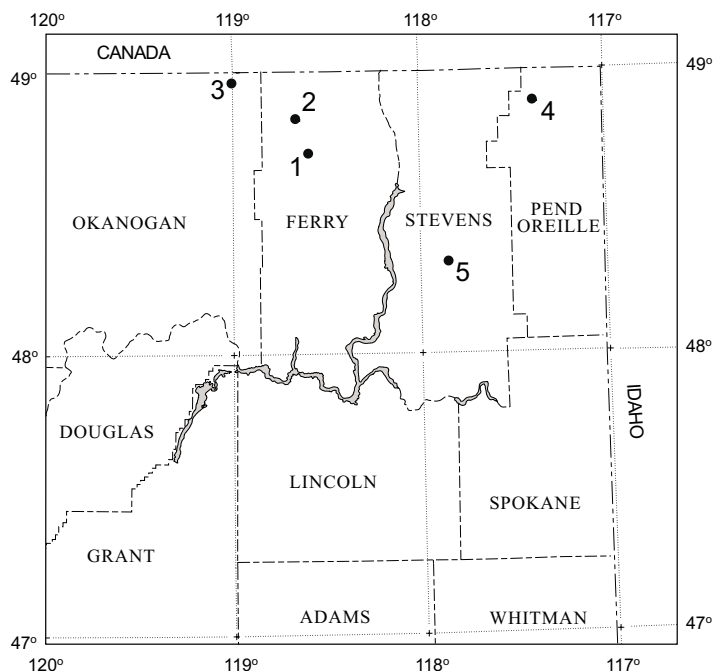 120° 119° 118° 117°
CANADA
49° 49°
3
2
4
1
OKANOGAN
FERRY
STEVENS
PEND
OREILLE
5
48° 48°
IDAHO
DOUGLAS
LINCOLN
SPOKANE
GRANT
ADAMS
WHITMAN
47° 47°
120° 119° 118° 117°